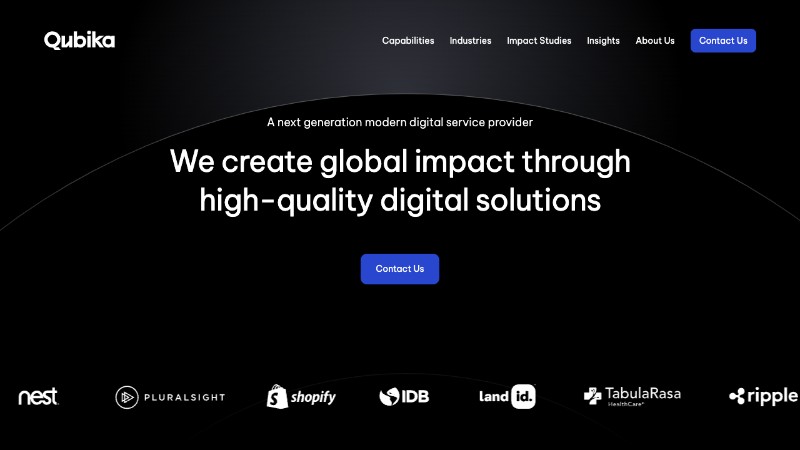 Qubika
Capabilities Industries Impact Studies Insights About Us Contact Us
A next generation modern digital service provider
We create global impact through
high-quality digital solutions
Contact Us
nest PLURALSIGHT shopify IDB land id. TabulaRasa ripple
HealthCare